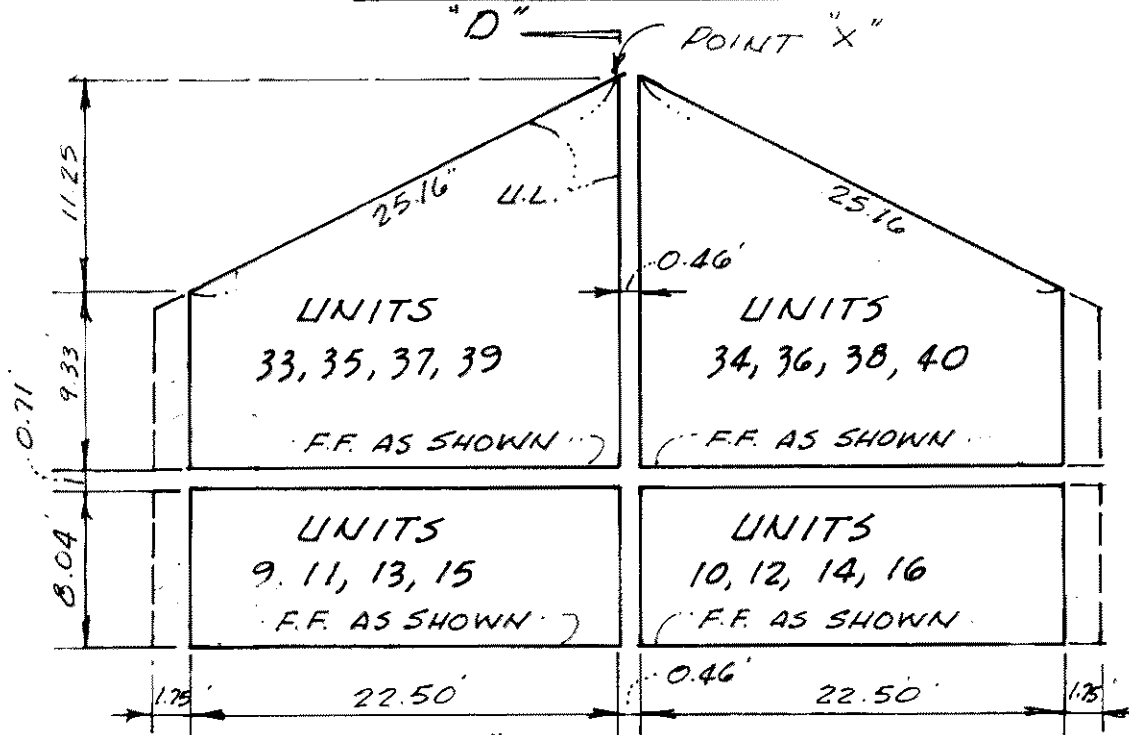 "D"
POINT "X"
11.25
25.16"
U.L.
25.16
0.46'
UNITS
33, 35, 37, 39
UNITS
34, 36, 38, 40
9.33'
0.71'
F.F. AS SHOWN
F.F. AS SHOWN
8.04'
UNITS
9. 11, 13, 15
UNITS
10, 12, 14, 16
F.F. AS SHOWN
F.F. AS SHOWN
1.75'
22.50'
0.46'
22.50'
1.75'